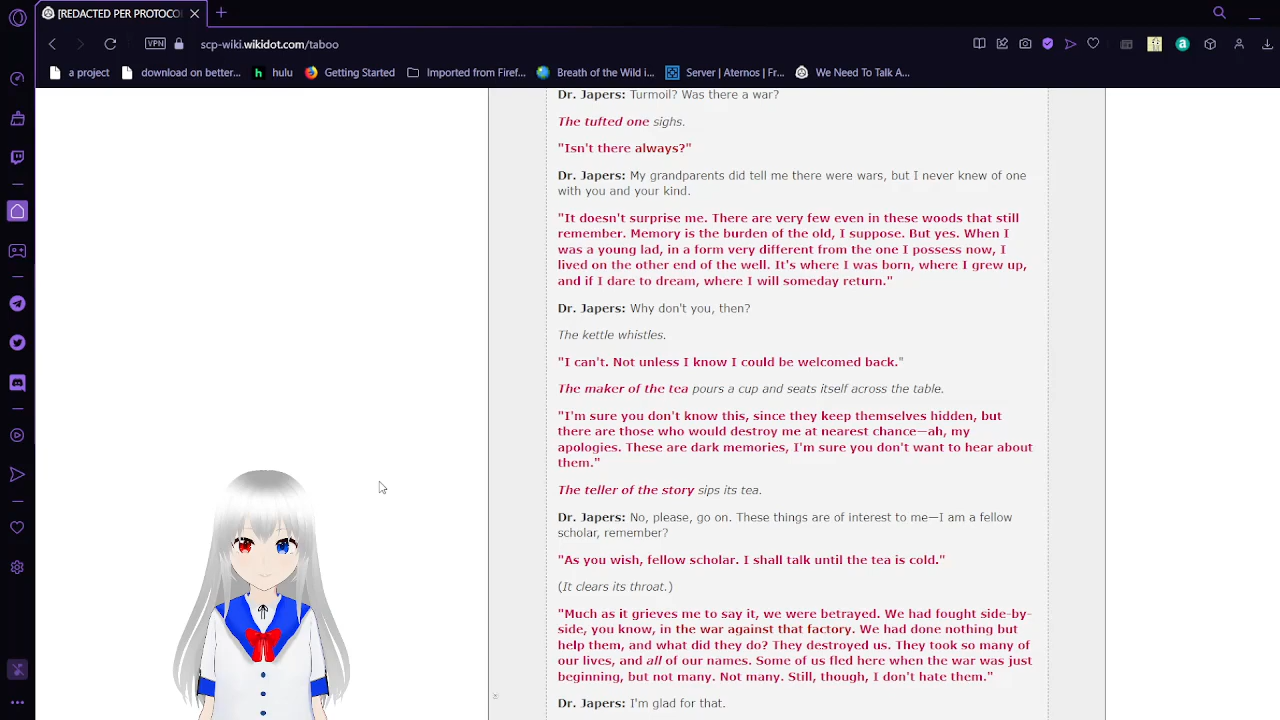 [REDACTED PER PROTOCO
VPN
scp-wiki.wikidot.com/taboo
a project
download on better...
hulu
Getting Started
Imported from Firef...
Breath of the Wild i...
Server | Aternos | Fr...
We Need To Talk A...
Dr. Japers: Turmoil? Was there a war?
The tufted one sighs.
"Isn't there always?"
Dr. Japers: My grandparents did tell me there were wars, but I never knew of one
with you and your kind.
"It doesn't surprise me. There are very few even in these woods that still
remember. Memory is the burden of the old, I suppose. But yes. When I
was a young lad, in a form very different from the one I possess now, I
lived on the other end of the well. It's where I was born, where I grew up,
and if I dare to dream, where I will someday return."
Dr. Japers: Why don't you, then?
The kettle whistles.
"I can't. Not unless I know I could be welcomed back."
The maker of the tea pours a cup and seats itself across the table.
"I'm sure you don't know this, since they keep themselves hidden, but
there are those who would destroy me at nearest chance—ah, my
apologies. These are dark memories, I'm sure you don't want to hear about
them."
The teller of the story sips its tea.
Dr. Japers: No, please, go on. These things are of interest to me—I am a fellow
scholar, remember?
"As you wish, fellow scholar. I shall talk until the tea is cold."
(It clears its throat.)
"Much as it grieves me to say it, we were betrayed. We had fought side-by-
side, you know, in the war against that factory. We had done nothing but
help them, and what did they do? They destroyed us. They took so many of
our lives, and all of our names. Some of us fled here when the war was just
beginning, but not many. Not many. Still, though, I don't hate them."
Dr. Japers: I'm glad for that.